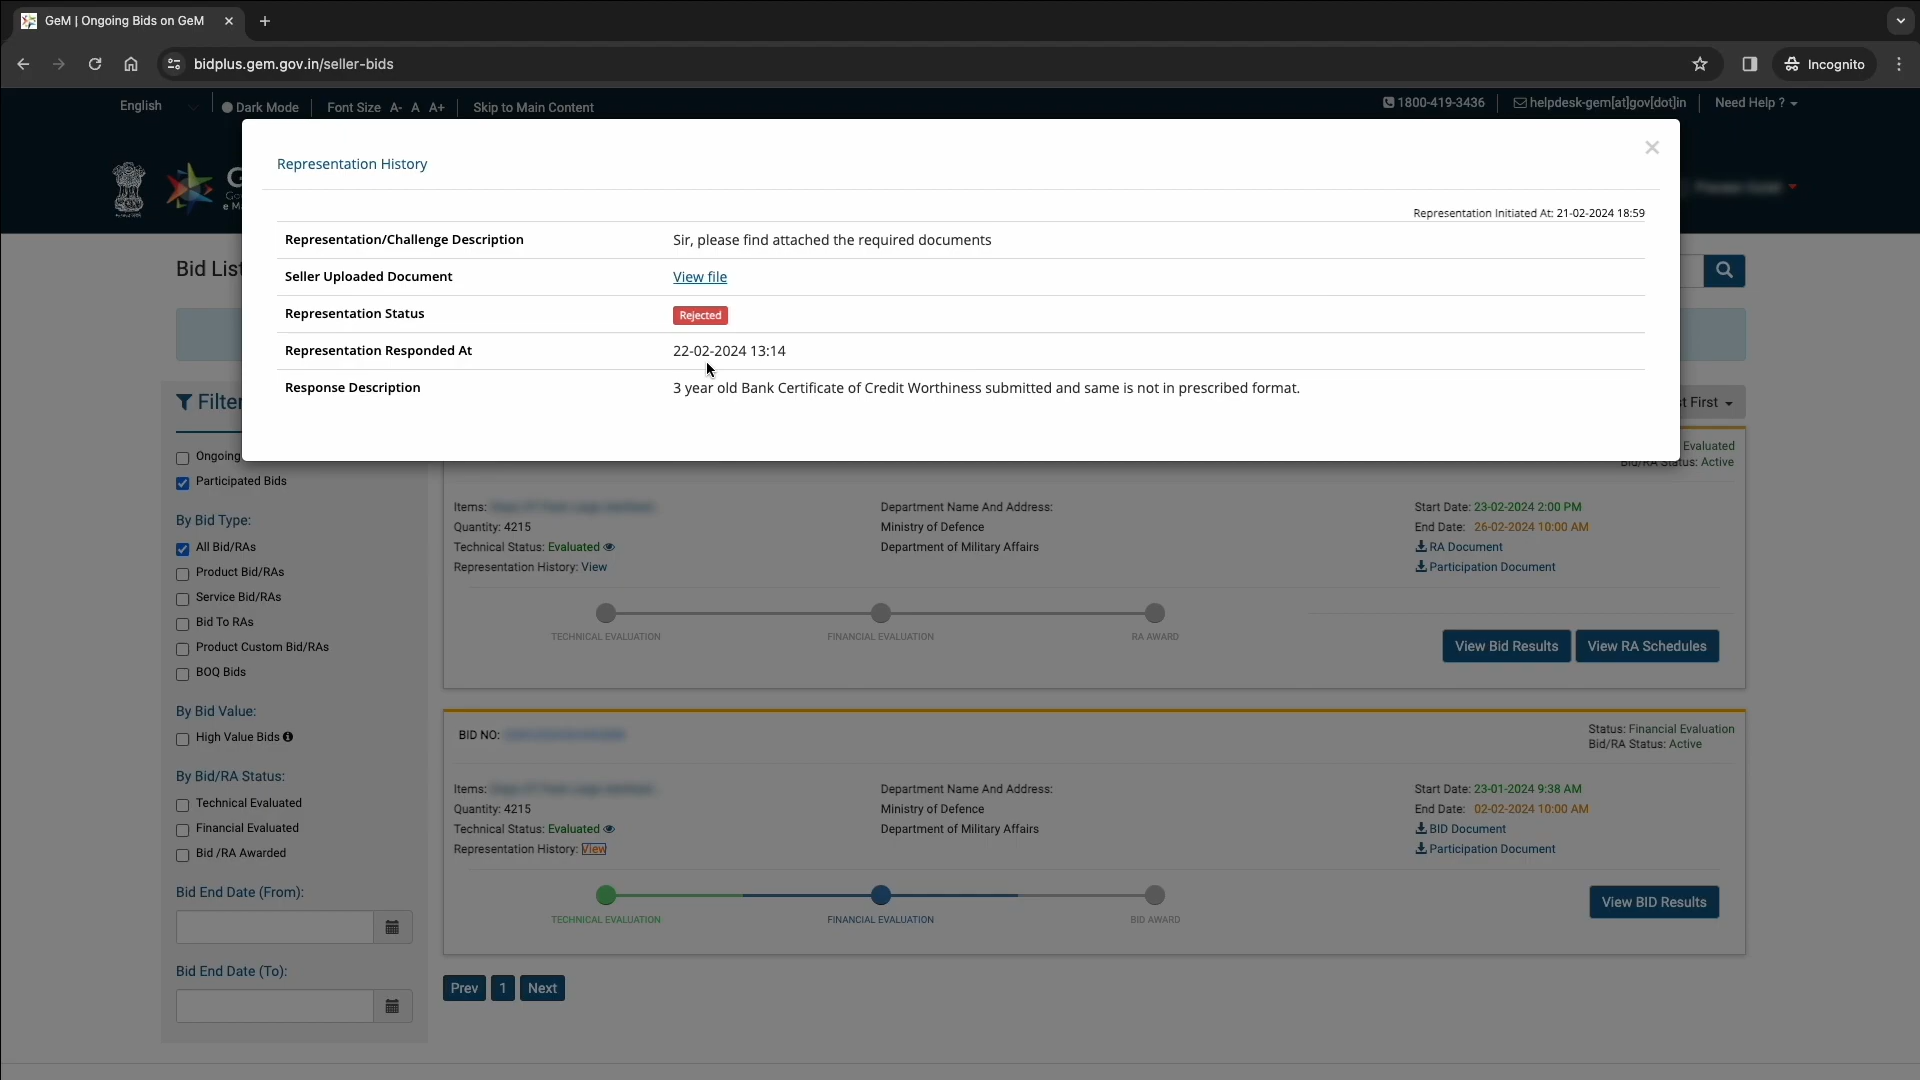 GeM | Ongoing Bids on GeM
bidplus.gem.gov.in/seller-bids
Incognito
English
Dark Mode
Font Size A- A A+
Skip to Main Content
1800-419-3436
helpdesk-gem[at]gov[dot]in
Need Help ?
Representation History
Representation Initiated At: 21-02-2024 18:59
Representation/Challenge Description Sir, please find attached the required documents
Seller Uploaded Document View file
Representation Status Rejected
Representation Responded At 22-02-2024 13:14
Response Description 3 year old Bank Certificate of Credit Worthiness submitted and same is not in prescribed format.
Bid List
Filter
t First
Ongoing
Participated Bids
By Bid Type:
All Bid/RAs
Product Bid/RAs
Service Bid/RAs
Bid To RAs
Product Custom Bid/RAs
BOQ Bids
By Bid Value:
High Value Bids
By Bid/RA Status:
Technical Evaluated
Financial Evaluated
Bid /RA Awarded
Bid End Date (From):
Bid End Date (To):
Evaluated
Bid/RA Status: Active
Items:
Quantity: 4215
Technical Status: Evaluated
Representation History: View
Department Name And Address:
Ministry of Defence
Department of Military Affairs
Start Date: 23-02-2024 2:00 PM
End Date: 26-02-2024 10:00 AM
RA Document
Participation Document
TECHNICAL EVALUATION
FINANCIAL EVALUATION
RA AWARD
View Bid Results
View RA Schedules
BID NO:
Status: Financial Evaluation
Bid/RA Status: Active
Items:
Quantity: 4215
Technical Status: Evaluated
Representation History: View
Department Name And Address:
Ministry of Defence
Department of Military Affairs
Start Date: 23-01-2024 9:38 AM
End Date: 02-02-2024 10:00 AM
BID Document
Participation Document
TECHNICAL EVALUATION
FINANCIAL EVALUATION
BID AWARD
View BID Results
Prev 1 Next